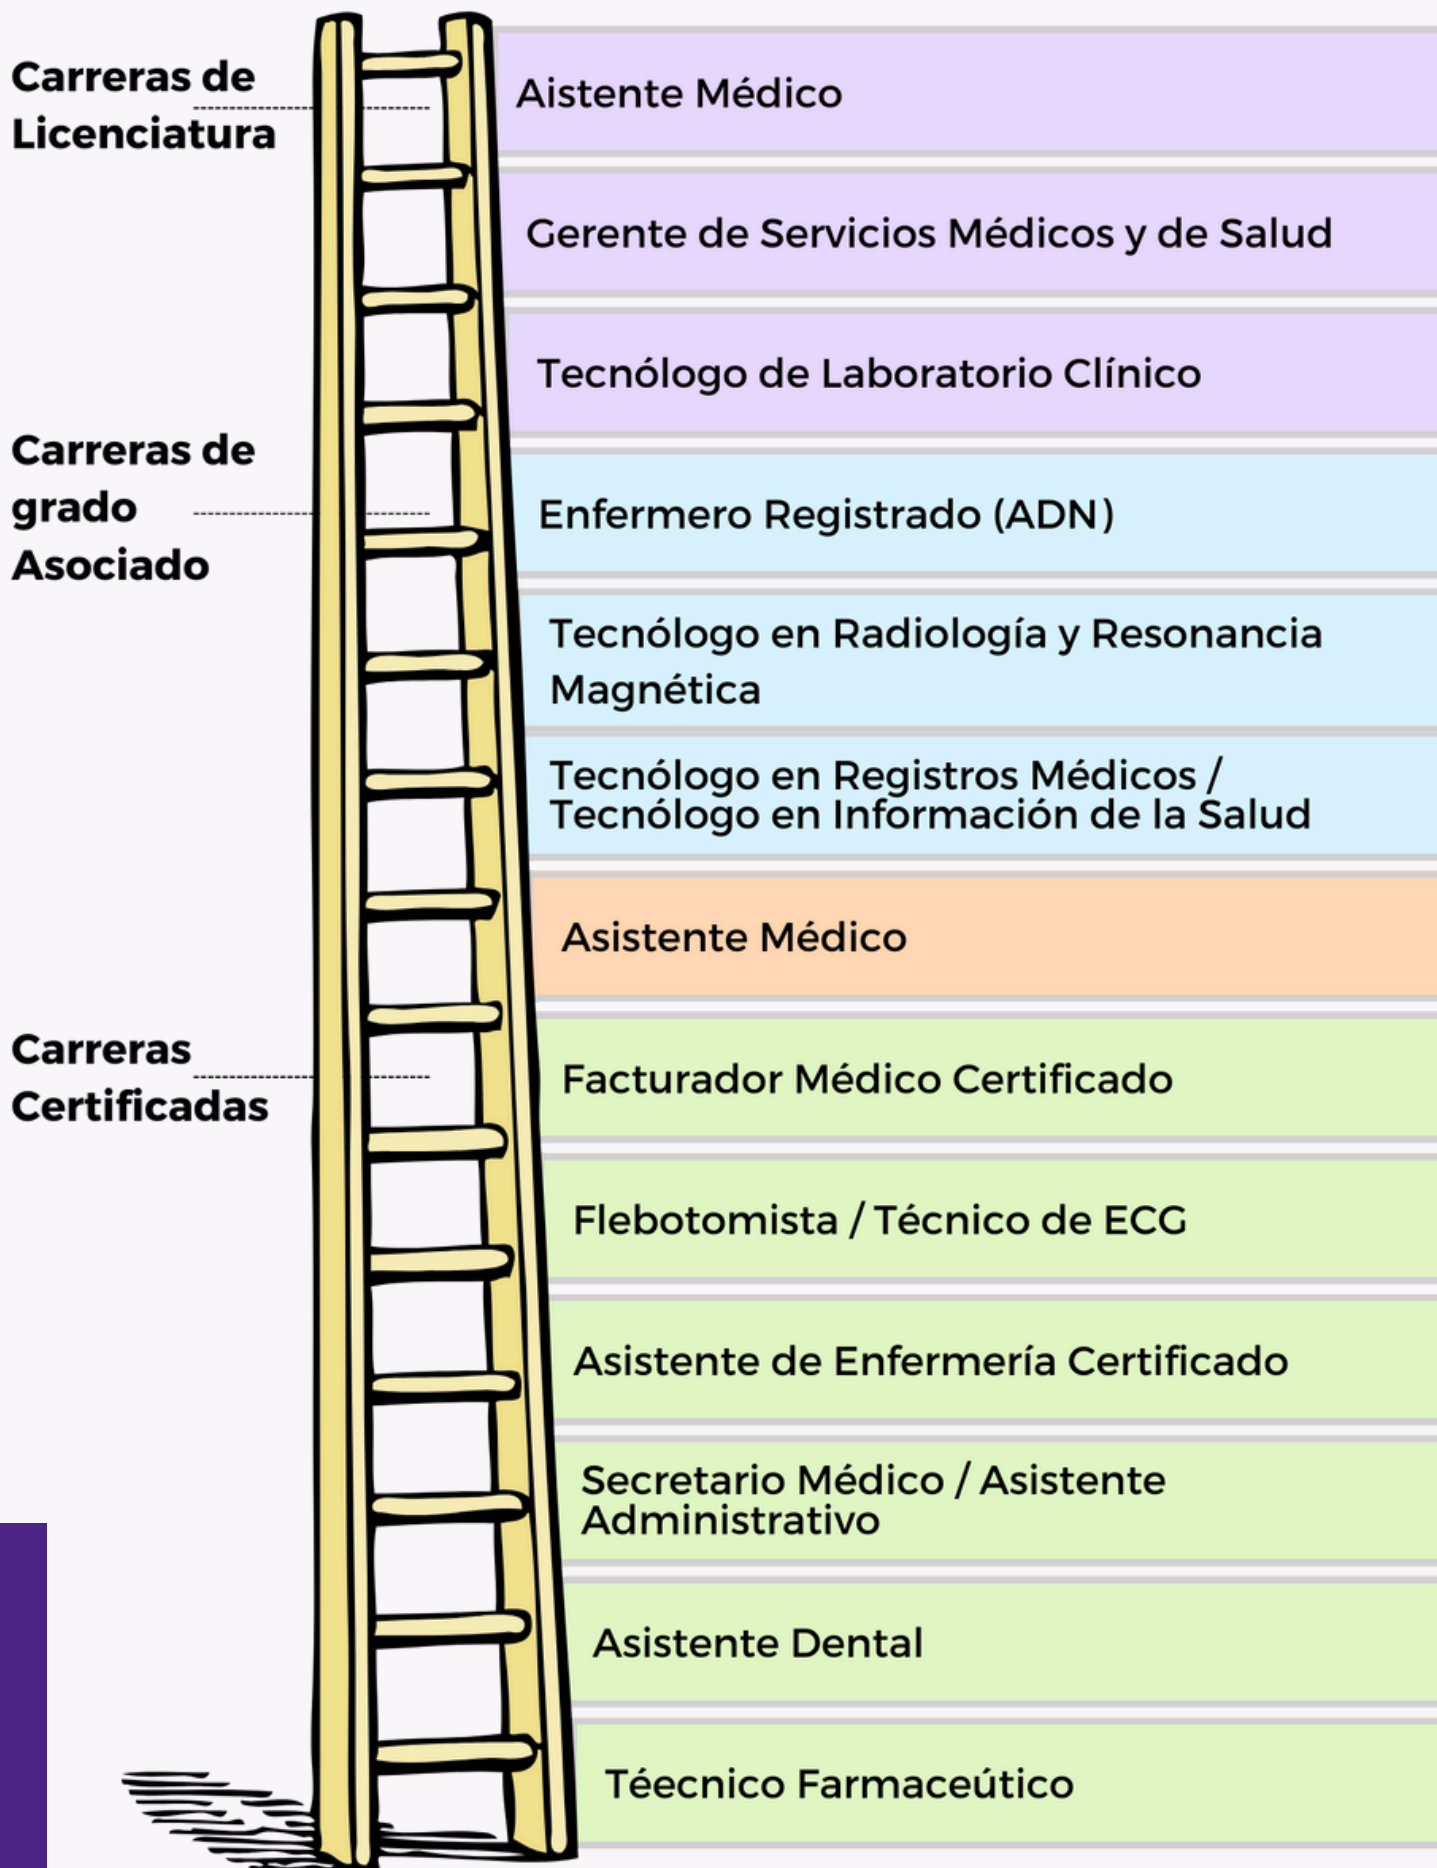 Carreras de
Licenciatura
Aistente Médico
Gerente de Servicios Médicos y de Salud
Tecnólogo de Laboratorio Clínico
Carreras de
grado
Asociado
Enfermero Registrado (ADN)
Tecnólogo en Radiología y Resonancia
Magnética
Tecnólogo en Registros Médicos /
Tecnólogo en Información de la Salud
Asistente Médico
Carreras
Certificadas
Facturador Médico Certificado
Flebotomista / Técnico de ECG
Asistente de Enfermería Certificado
Secretario Médico / Asistente
Administrativo
Asistente Dental
Téecnico Farmaceútico